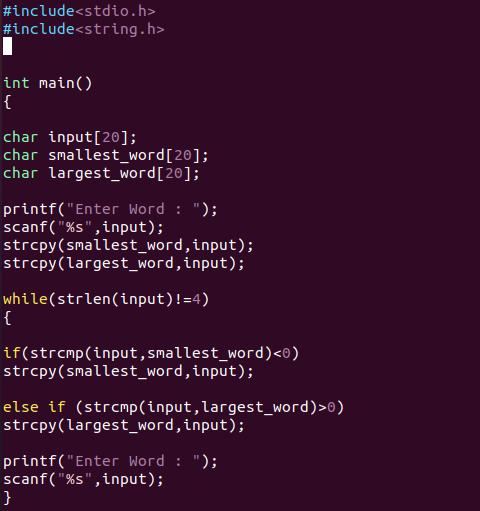 #include<stdio.h>
#include<string.h>
int main()
{
char input[20];
char smallest_word[20];
char largest_word[20];
printf("Enter Word : ");
scanf("%s",input);
strcpy(smallest_word,input);
strcpy(largest_word,input);
while(strlen(input)!=4)
{
if(strcmp(input,smallest_word)<0)
strcpy(smallest_word,input);
else if (strcmp(input,largest_word)>0)
strcpy(largest_word,input);
printf("Enter Word : ");
scanf("%s",input);
}